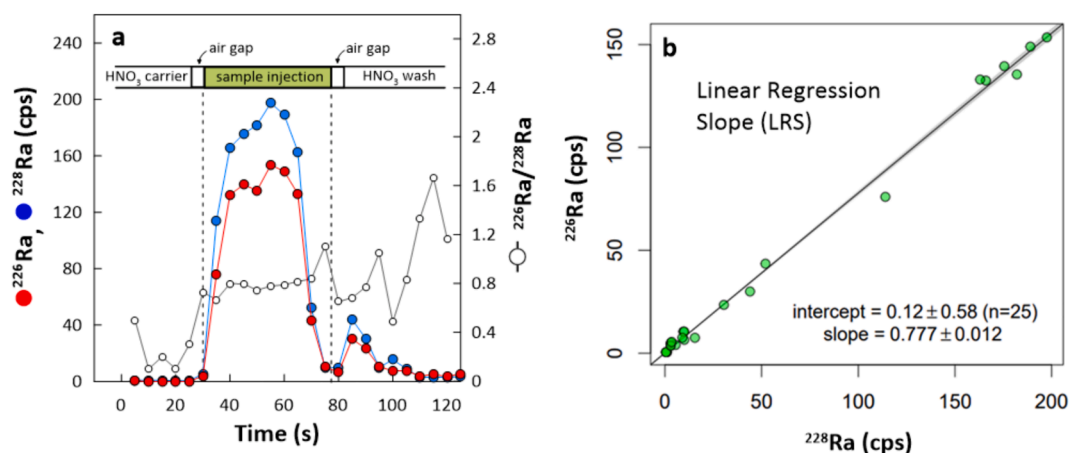 a
air gap
air gap
HNO₃ carrier
sample injection
HNO₃ wash
240
200
160
120
80
40
0
²²⁶Ra, ²²⁸Ra (cps)
2.8
2.4
2
1.6
1.2
0.8
0.4
0
²²⁶Ra/²²⁸Ra
0 20 40 60 80 100 120
Time (s)
b
Linear Regression
Slope (LRS)
150
100
50
0
²²⁶Ra (cps)
intercept = 0.12 ± 0.58 (n=25)
slope = 0.777 ± 0.012
0 50 100 150 200
²²⁸Ra (cps)